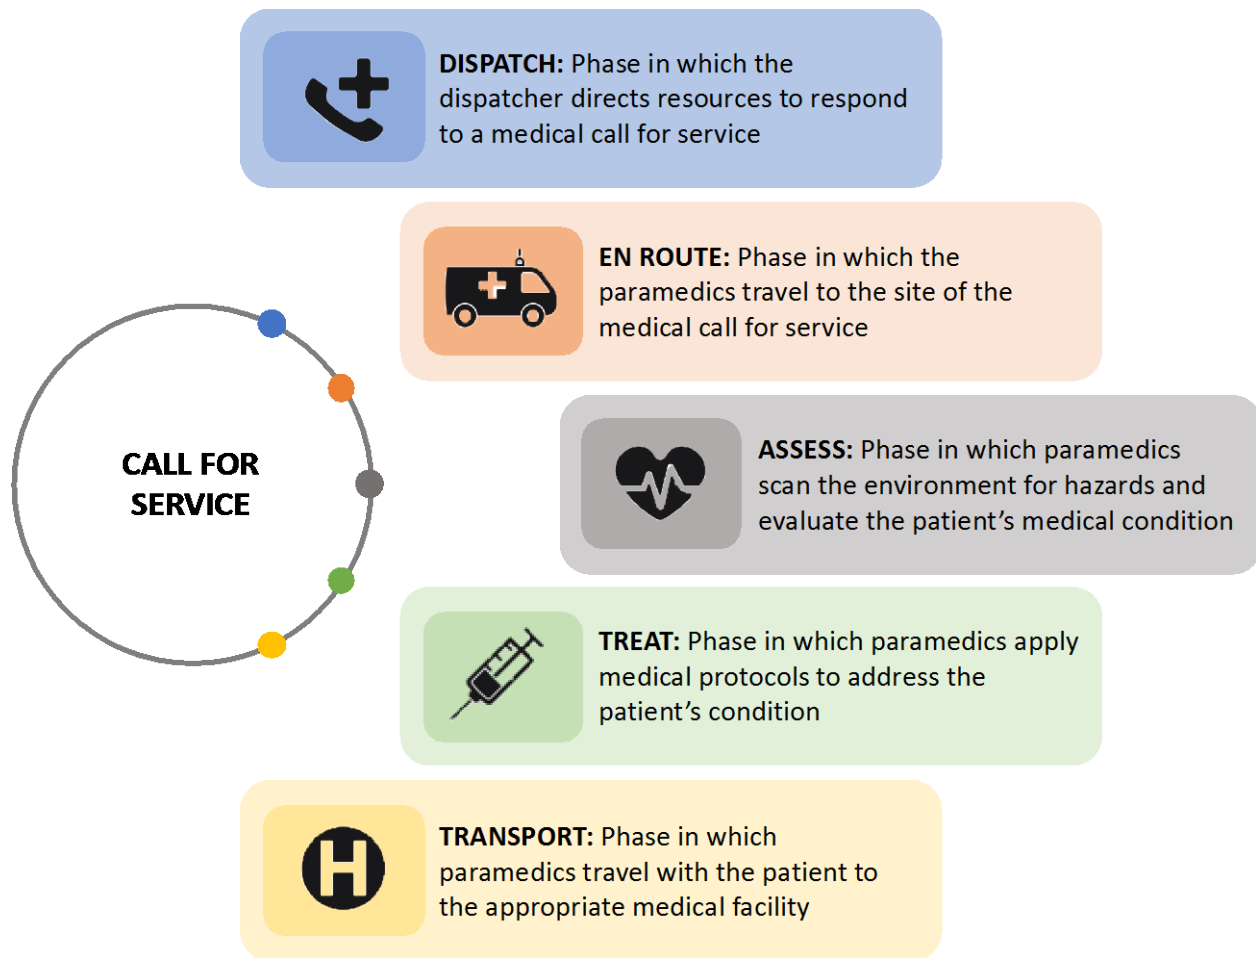 DISPATCH: Phase in which the
dispatcher directs resources to respond
to a medical call for service
EN ROUTE: Phase in which the
paramedics travel to the site of the
medical call for service
CALL FOR
SERVICE
ASSESS: Phase in which paramedics
scan the environment for hazards and
evaluate the patient’s medical condition
TREAT: Phase in which paramedics apply
medical protocols to address the
patient’s condition
H
TRANSPORT: Phase in which
paramedics travel with the patient to
the appropriate medical facility